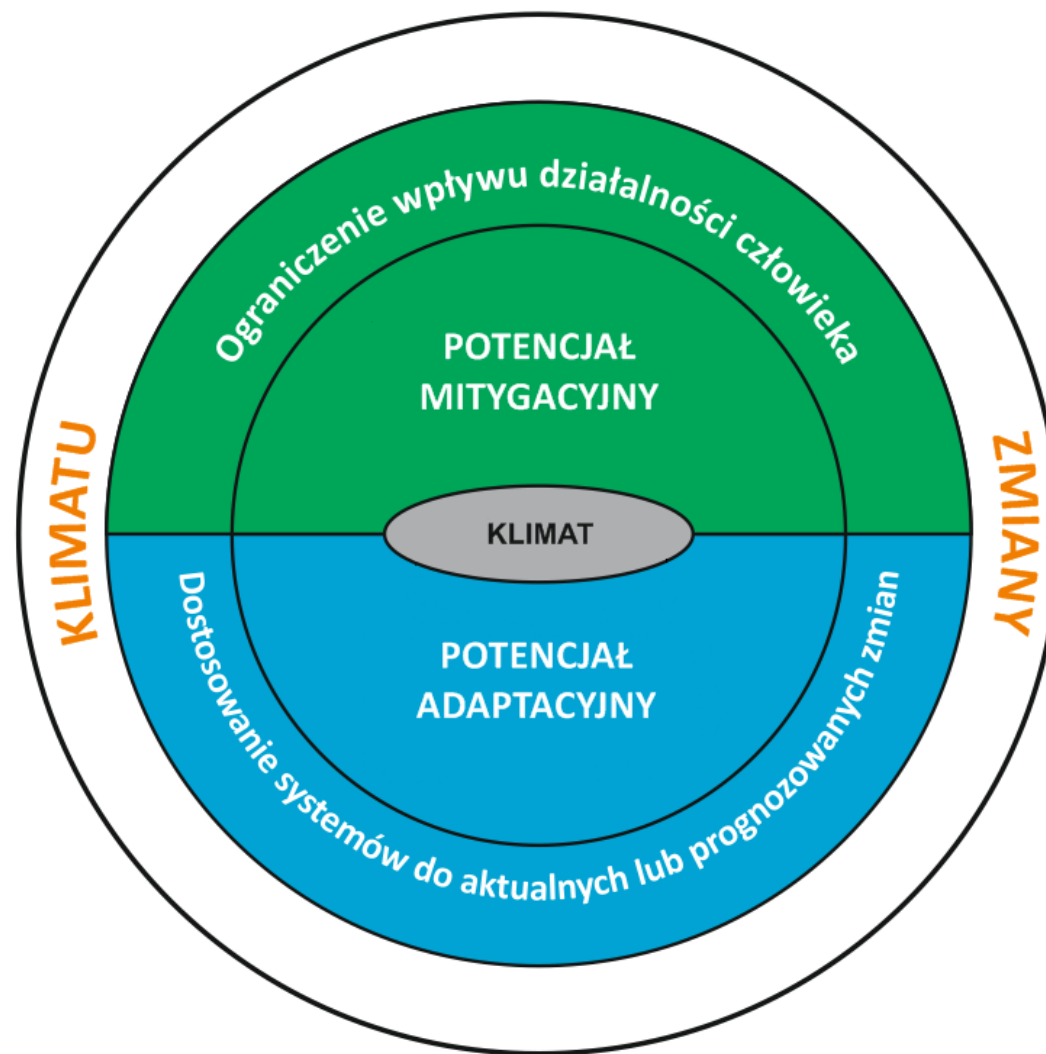 Ograniczenie wpływu działalności człowieka
POTENCJAŁ
MITYGACYJNY
KLIMATU
ZMIANY
KLIMAT
POTENCJAŁ
ADAPTACYJNY
Dostosowanie systemów do aktualnych lub prognozowanych zmian